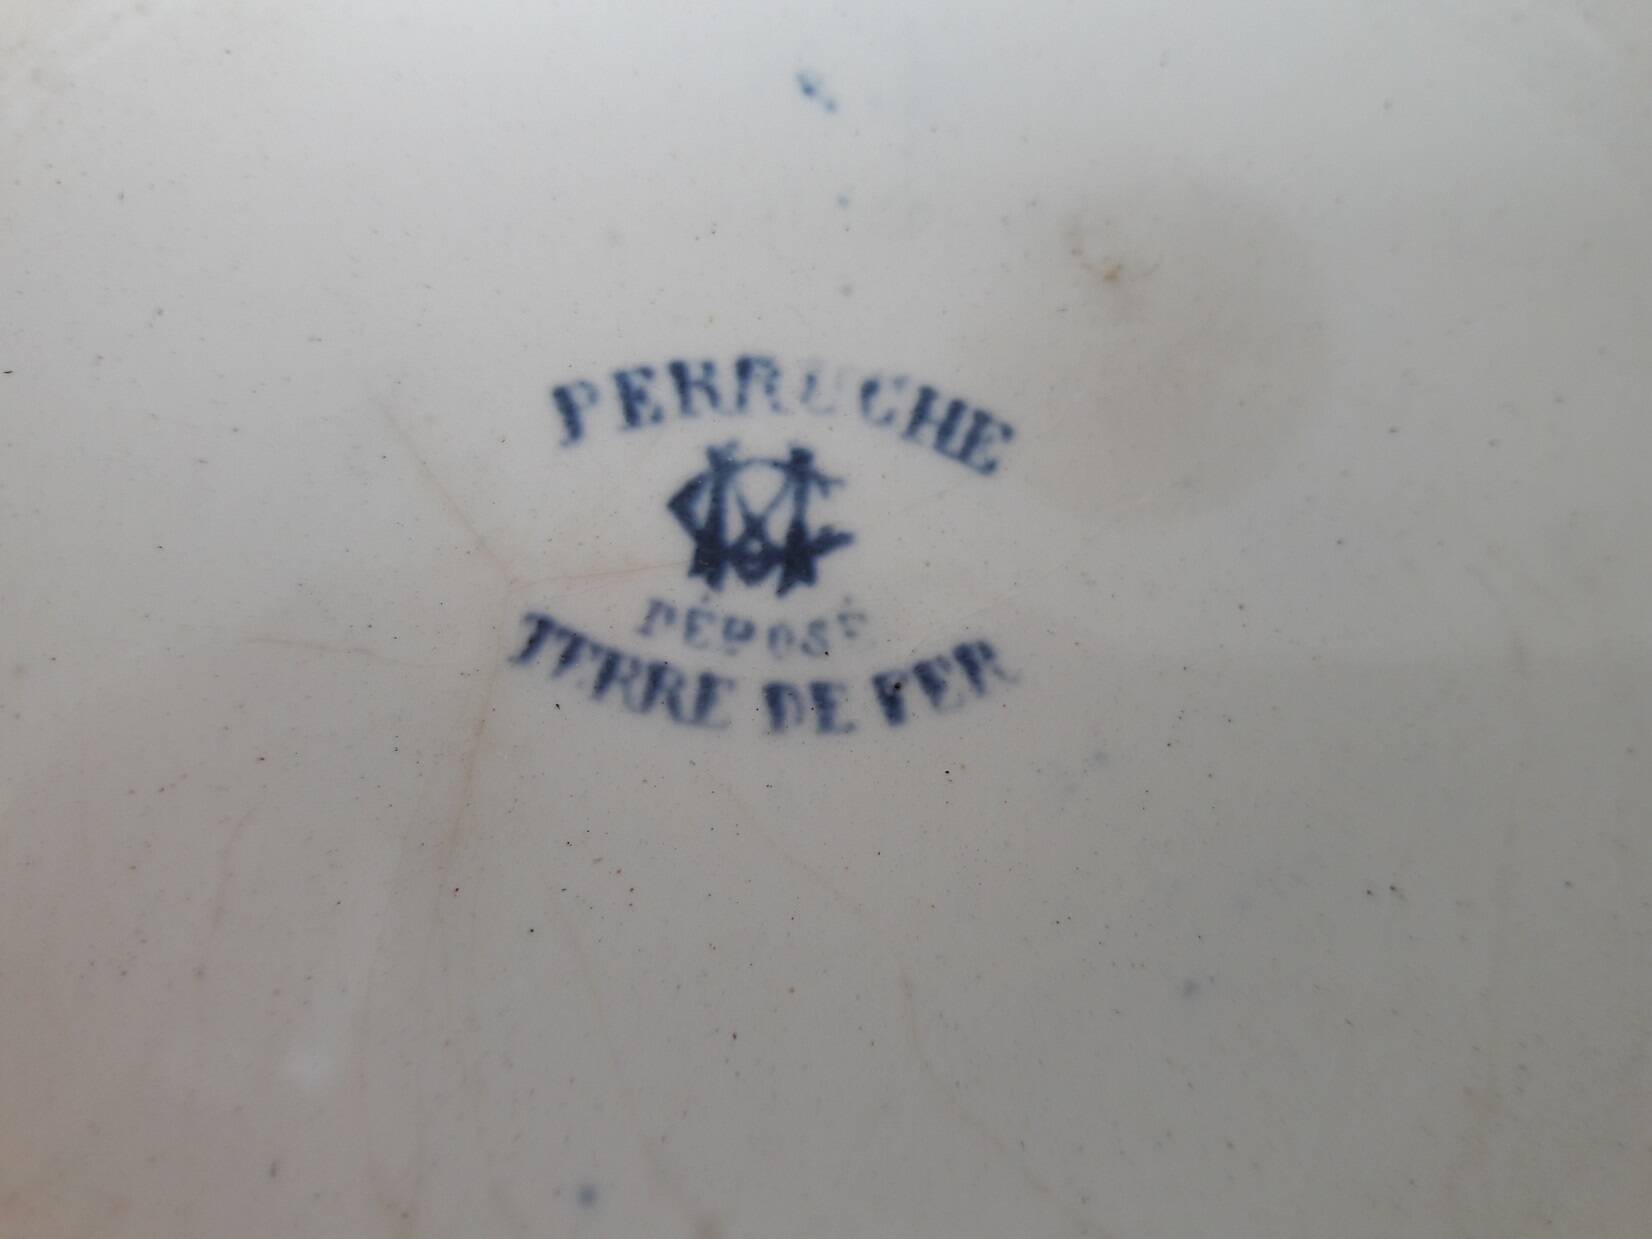 PERRUCHE
DÉPOSÉ
TERRE DE FER